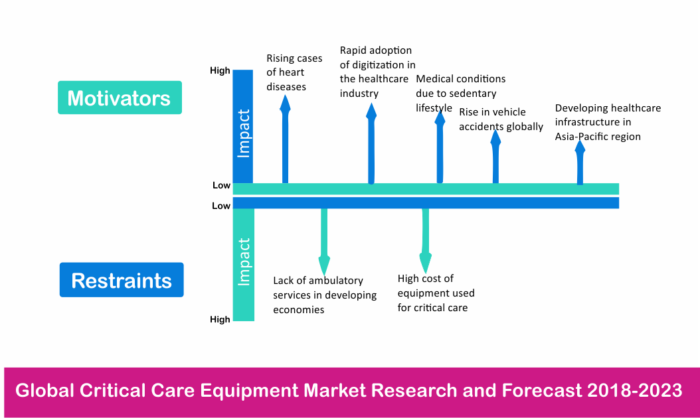 Rising cases
of heart
diseases
Rapid adoption
of digitization in
the healthcare
industry
Medical conditions
due to sedentary
lifestyle
Rise in vehicle
accidents globally
Developing healthcare
infrastructure in
Asia-Pacific region
High
Motivators
Impact
Low
Low
Impact
Restraints
Lack of ambulatory
services in developing
economies
High cost of
equipment used
for critical care
High
Global Critical Care Equipment Market Research and Forecast 2018-2023